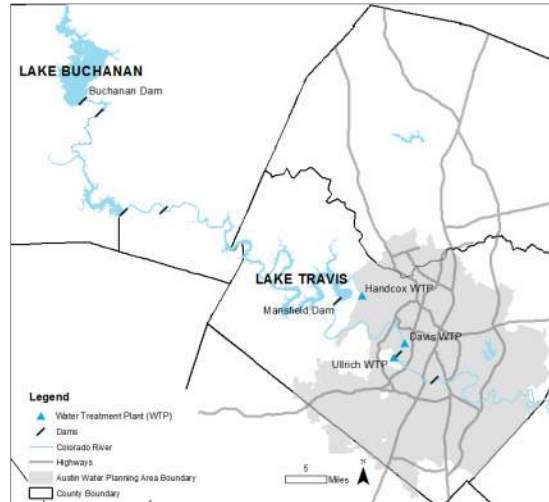 LAKE BUCHANAN
Buchanan Dam
LAKE TRAVIS
Handcox WTP
Mansfield Dam
Davis WTP
Ullrich WTP
Legend
Water Treatment Plant (WTP)
Dams
Colorado River
Highways
Austin Water Planning Area Boundary
County Boundary
5
Miles
N